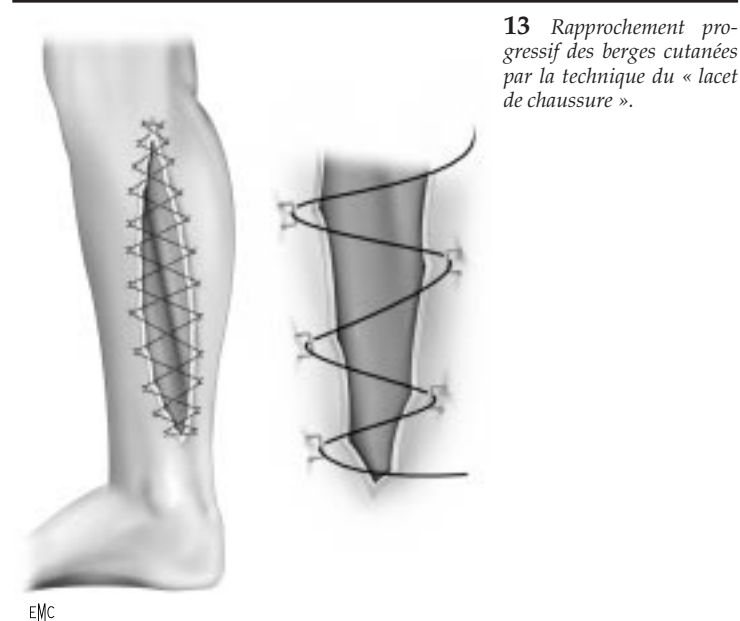 13 Rapprochement pro-
gressif des berges cutanées
par la technique du « lacet
de chaussure ».
EMC